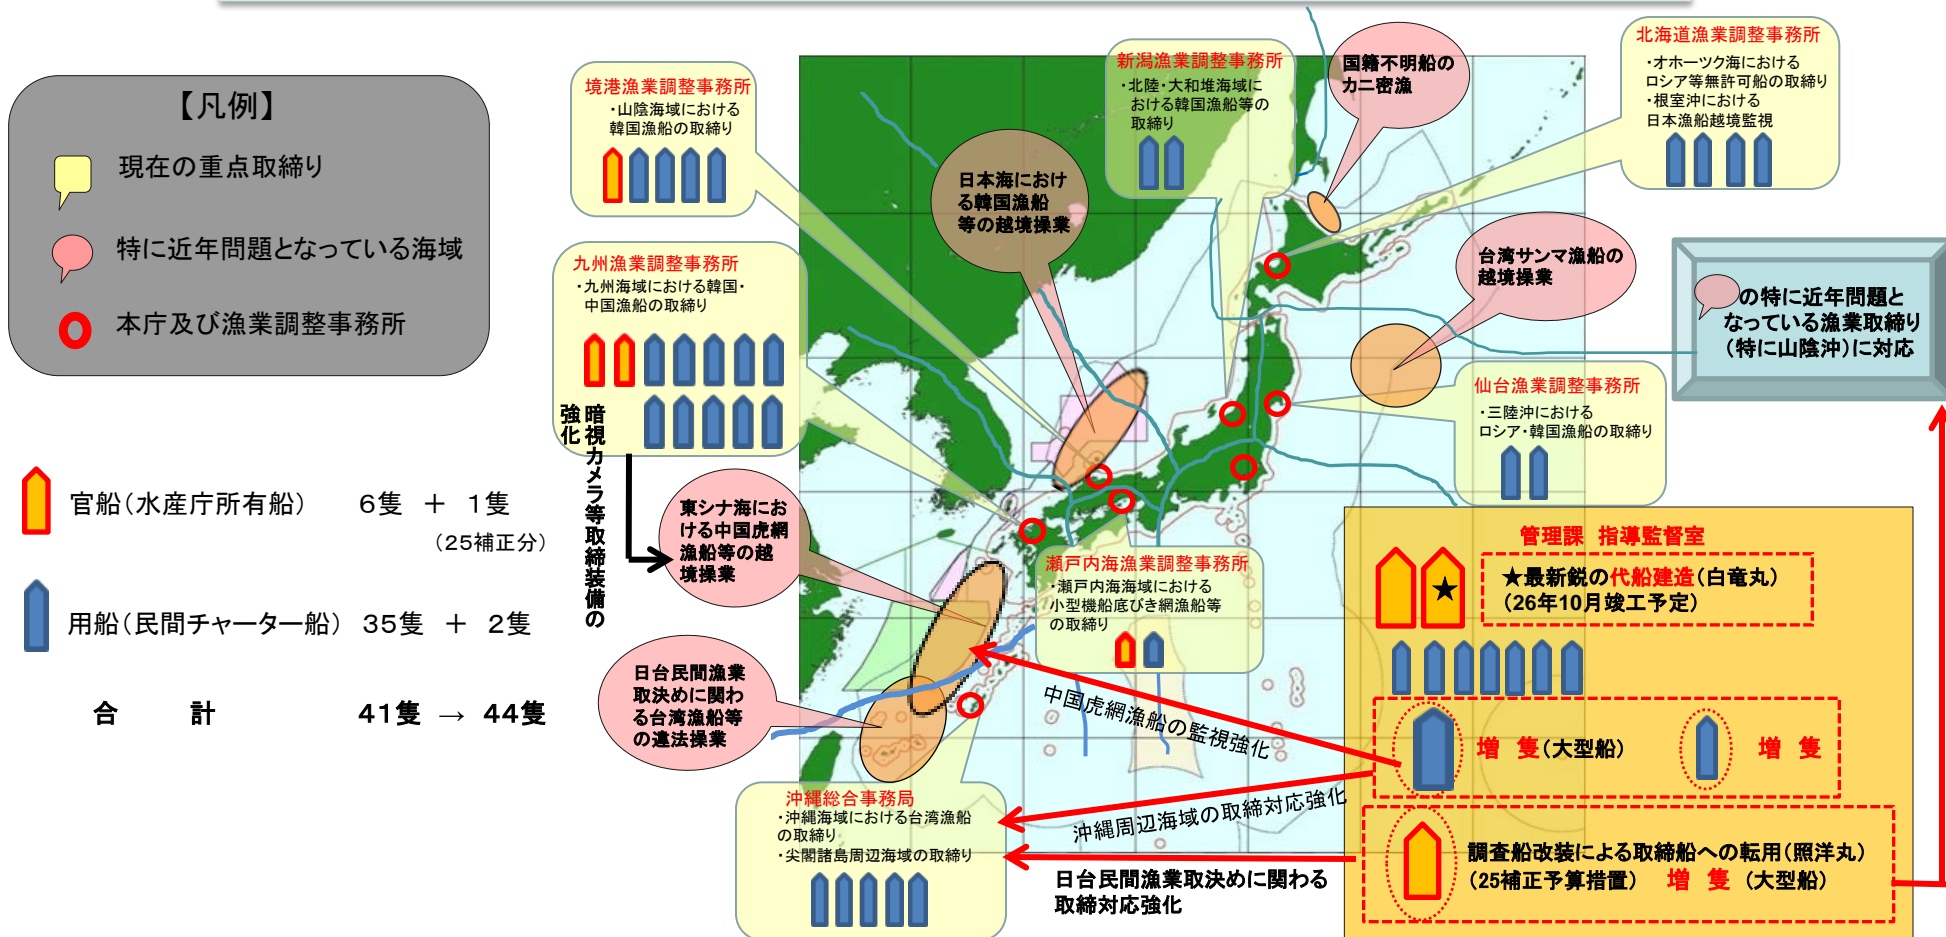 【凡例】
現在の重点取締り
特に近年問題となっている海域
本庁及び漁業調整事務所
官船（水産庁所有船）　６隻　＋　１隻
（25補正分）
用船（民間チャーター船）　35隻　＋　２隻
合　計　41隻　→　44隻
境港漁業調整事務所
・山陰海域における
韓国漁船の取締り
九州漁業調整事務所
・九州海域における韓国・
中国漁船の取締り
暗視カメラ等取締装備の
強化
日本海におけ
る韓国漁船
等の越境操業
新潟漁業調整事務所
・北陸・大和堆海域に
おける韓国漁船等の
取締り
国籍不明船の
カニ密漁
北海道漁業調整事務所
・オホーツク海における
ロシア等無許可船の取締り
・根室沖における
日本漁船越境監視
台湾サンマ漁船の
越境操業
の特に近年問題と
なっている漁業取締り
（特に山陰沖）に対応
仙台漁業調整事務所
・三陸沖における
ロシア・韓国漁船の取締り
東シナ海にお
ける中国虎網
漁船等の越
境操業
日台民間漁業
取決めに関わ
る台湾漁船等
の違法操業
瀬戸内海漁業調整事務所
・瀬戸内海海域における
小型機船底びき網漁船等
の取締り
中国虎網漁船の監視強化
沖縄周辺海域の取締対応強化
沖縄総合事務局
・沖縄海域における台湾漁船
の取締り
・尖閣諸島周辺海域の取締り
日台民間漁業取決めに関わる
取締対応強化
管理課　指導監督室
★
★最新鋭の代船建造（白竜丸）
（26年10月竣工予定）
増　隻（大型船）
増　隻
調査船改装による取締船への転用（照洋丸）
（25補正予算措置）　増　隻　（大型船）